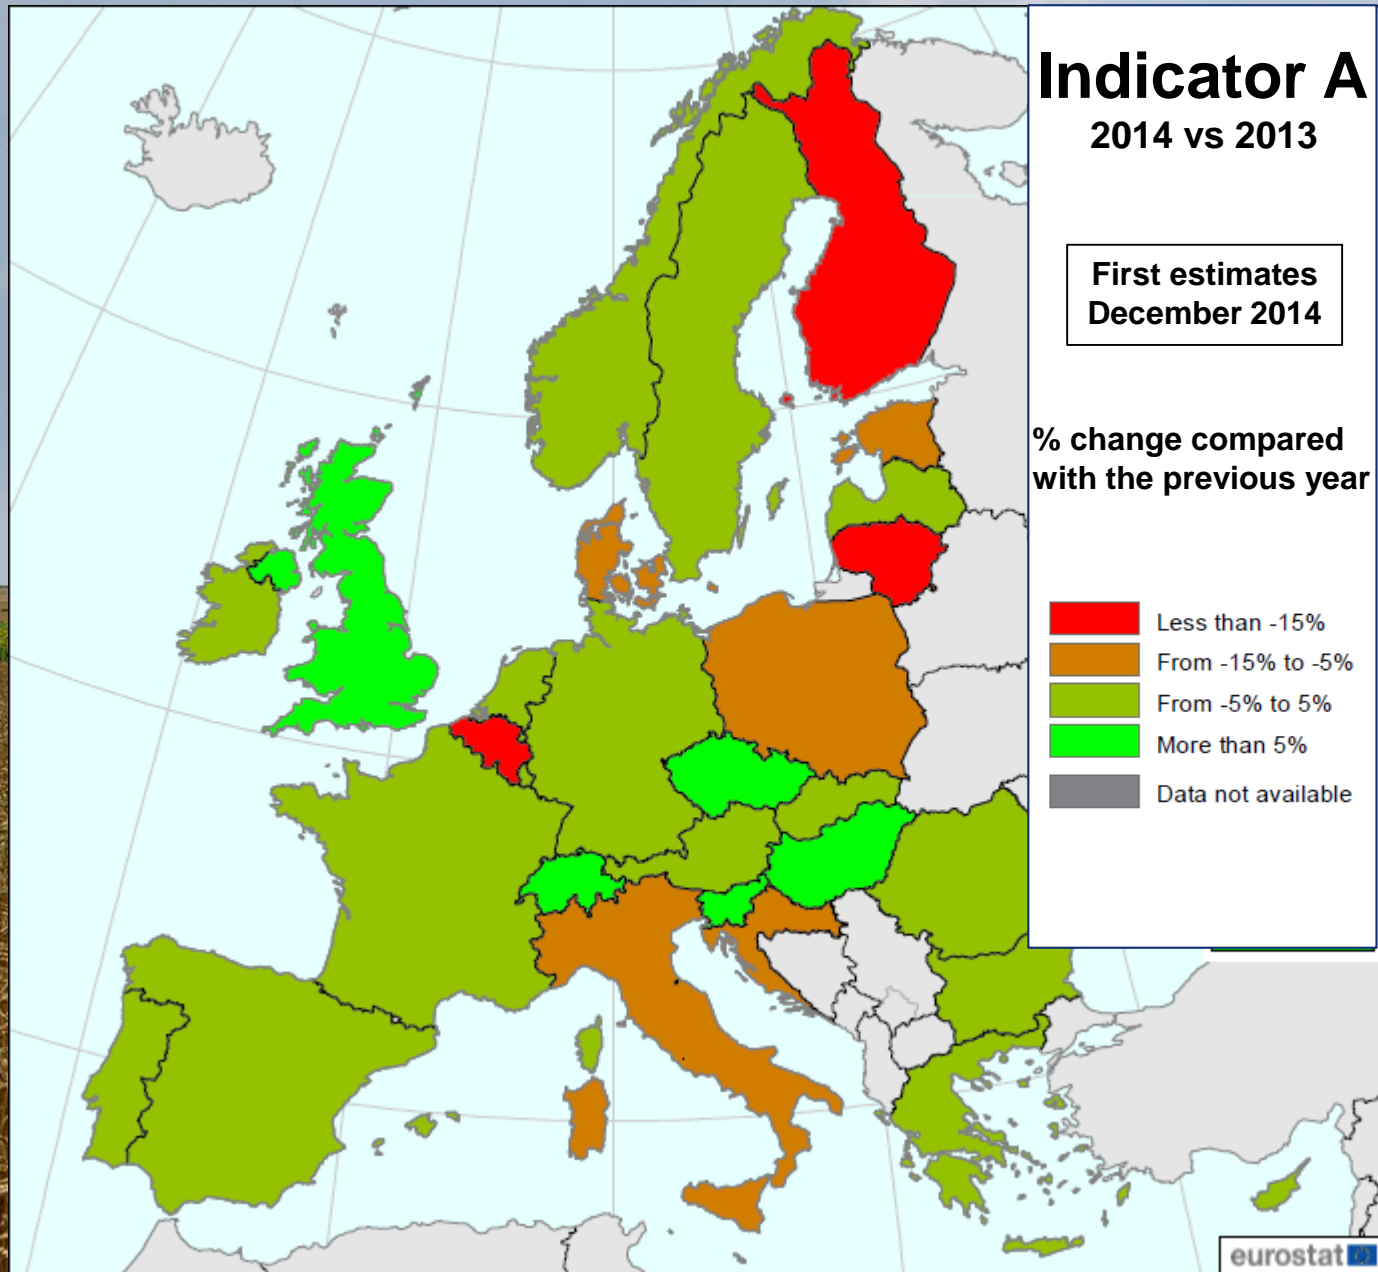 Indicator A
2014 vs 2013
First estimates
December 2014
% change compared
with the previous year
Less than -15%
From -15% to -5%
From -5% to 5%
More than 5%
Data not available
eurostat